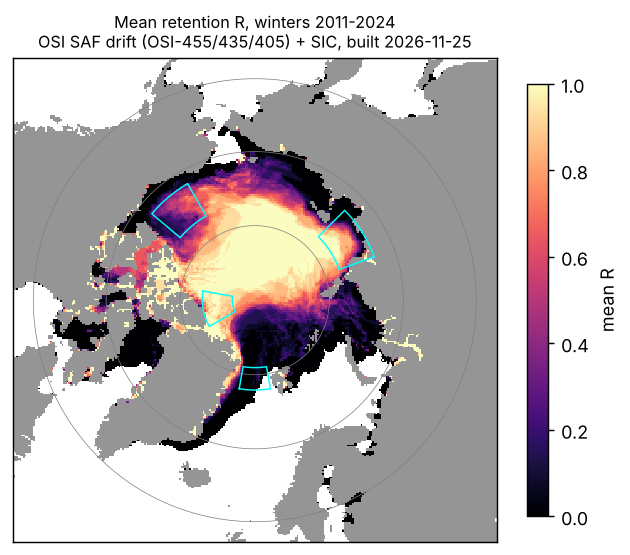 Mean retention R, winters 2011-2024
OSI SAF drift (OSI-455/435/405) + SIC, built 2026-11-25
1.0
0.8
0.6
0.4
0.2
0.0
mean R